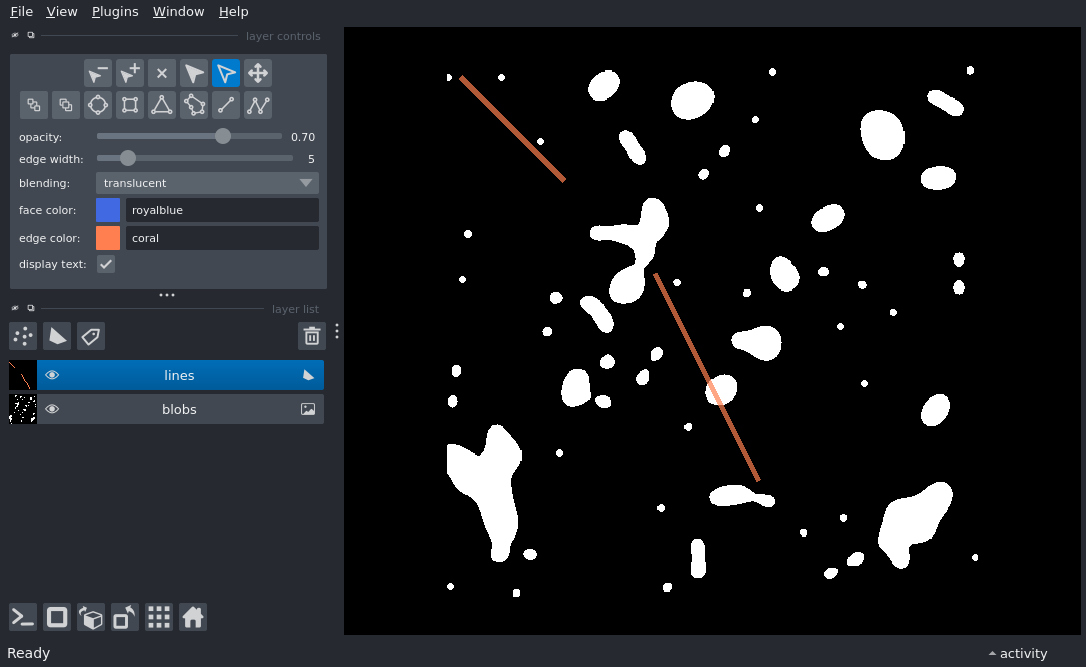 File View Plugins Window Help
layer controls
opacity: 0.70
edge width: 5
blending: translucent
face color: royalblue
edge color: coral
display text:
layer list
lines
blobs
Ready activity